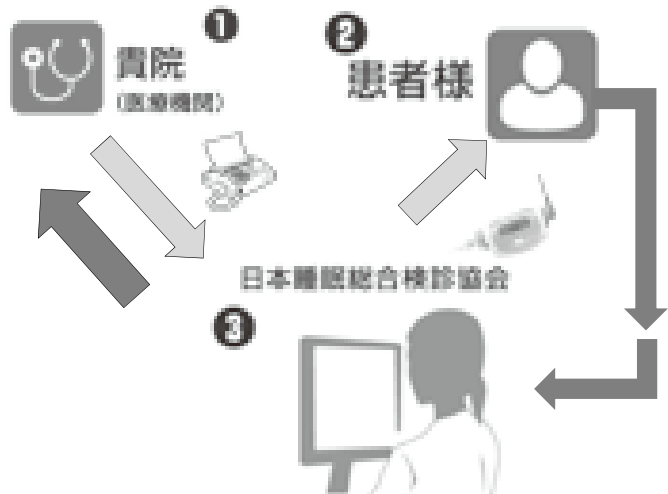 ❶
貴院
（医療機関）
❷
患者様
日本睡眠総合検診協会
❸